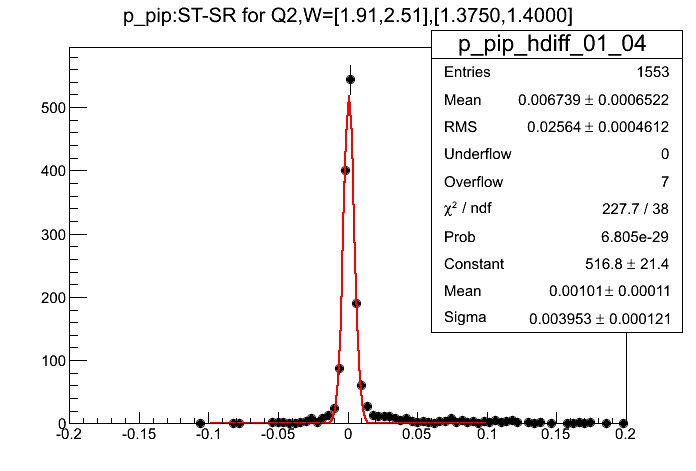 p_pip:ST-SR for Q2,W=[1.91,2.51],[1.3750,1.4000]
p_pip_hdiff_01_04
Entries 1553
Mean 0.006739 ± 0.0006522
RMS 0.02564 ± 0.0004612
Underflow 0
Overflow 7
χ² / ndf 227.7 / 38
Prob 6.805e-29
Constant 516.8 ± 21.4
Mean 0.00101 ± 0.00011
Sigma 0.003953 ± 0.000121
500
400
300
200
100
0
-0.2 -0.15 -0.1 -0.05 0 0.05 0.1 0.15 0.2